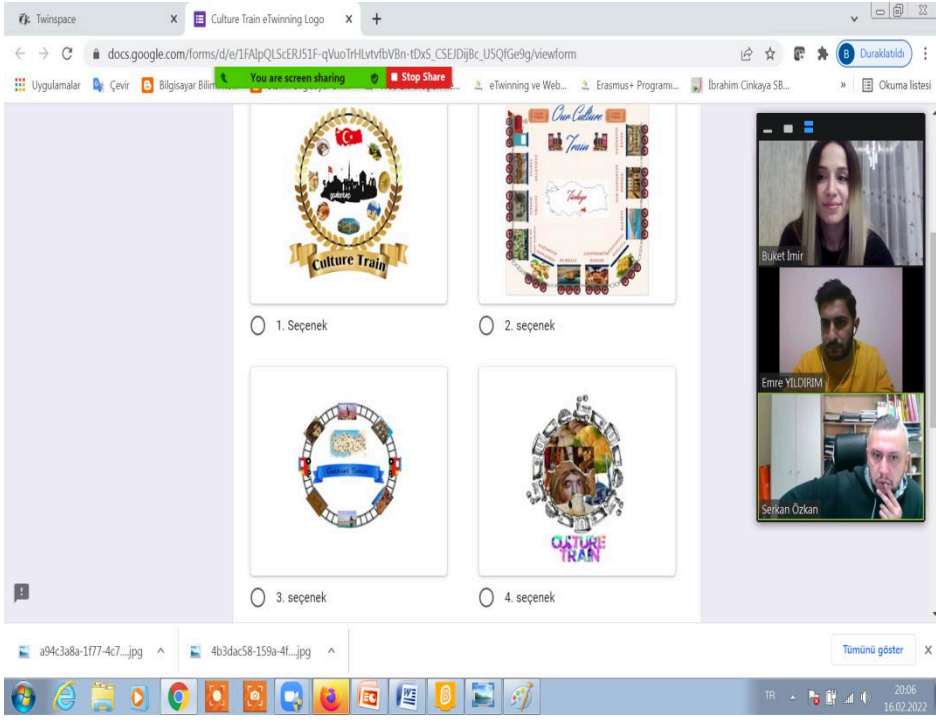 Twinspace
Culture Train eTwinning Logo
docs.google.com/forms/d/e/1FAIpQLScERJ51F-qVuoTrHLvtvfbVBn-tDxS_CSEJDijBc_U5QfGe9g/viewform
B Duraklatıldı
Uygulamalar
Çevir
You are screen sharing
Stop Share
eTwinning ve Web...
Erasmus+ Programı...
İbrahim Cinkaya SB...
»
Okuma listesi
gaziantep
Culture Train
Our Culture
Train
Türkiye
1. Seçenek
2. seçenek
Culture Train
CULTURE
TRAIN
3. seçenek
4. seçenek
Buket İmir
Emre YILDIRIM
Serkan Özkan
a94c3a8a-1f77-4c7....jpg
4b3dac58-159a-4f....jpg
Tümünü göster
TR
20:06
16.02.2022